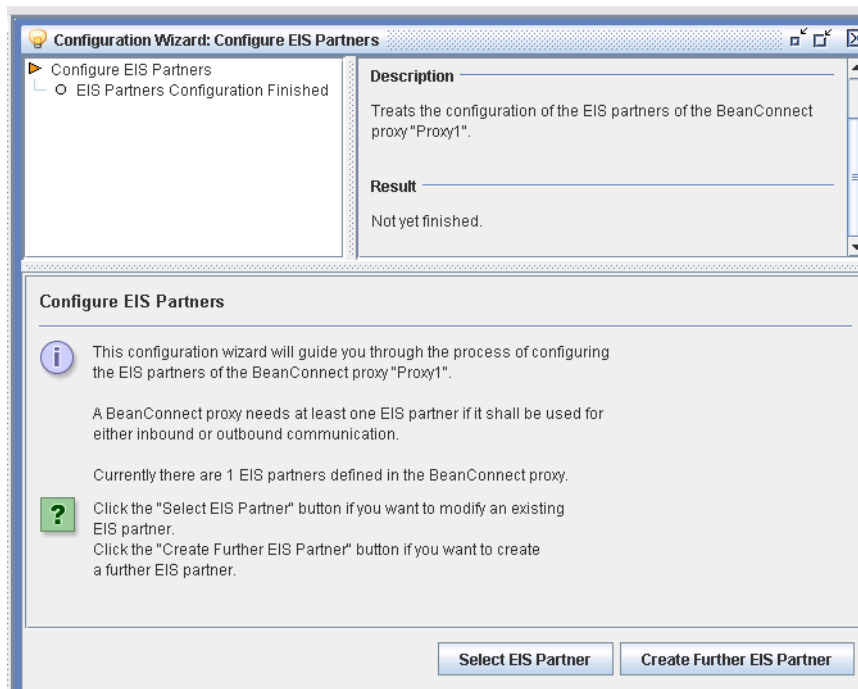 Configuration Wizard: Configure EIS Partners
Configure EIS Partners
EIS Partners Configuration Finished
Description
Treats the configuration of the EIS partners of the BeanConnect
proxy "Proxy1".
Result
Not yet finished.
Configure EIS Partners
This configuration wizard will guide you through the process of configuring
the EIS partners of the BeanConnect proxy "Proxy1".
A BeanConnect proxy needs at least one EIS partner if it shall be used for
either inbound or outbound communication.
Currently there are 1 EIS partners defined in the BeanConnect proxy.
Click the "Select EIS Partner" button if you want to modify an existing
EIS partner.
Click the "Create Further EIS Partner" button if you want to create
a further EIS partner.
Select EIS Partner
Create Further EIS Partner